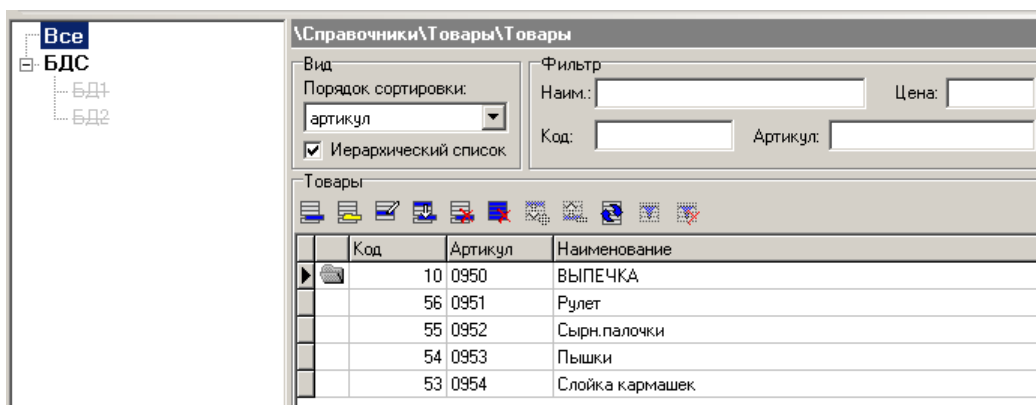 Все
БДС
БД1
БД2
\Справочники\Товары\Товары
Вид
Порядок сортировки:
артикул
Иерархический список
Фильтр
Наим.: Цена:
Код: Артикул:
Товары
Код Артикул Наименование
10 0950 ВЫПЕЧКА
56 0951 Рулет
55 0952 Сырн.палочки
54 0953 Пышки
53 0954 Слойка кармашек